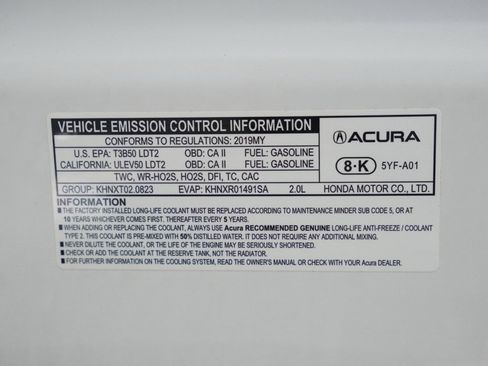 VEHICLE EMISSION CONTROL INFORMATION
CONFORMS TO REGULATIONS: 2019MY
U.S. EPA: T3B50 LDT2 OBD: CA II FUEL: GASOLINE
CALIFORNIA: ULEV50 LDT2 OBD: CA II FUEL: GASOLINE
TWC, WR-HO2S, HO2S, DFI, TC, CAC
GROUP: KHNXT02.0823 EVAP: KHNXR01491SA 2.0L
ACURA
8·K 5YF-A01
HONDA MOTOR CO., LTD.
INFORMATION
■ THE FACTORY INSTALLED LONG-LIFE COOLANT MUST BE REPLACED ACCORDING TO MAINTENANCE MINDER SUB CODE 5, OR AT
10 YEARS WHICHEVER COMES FIRST. THEREAFTER REPLACE EVERY 5 YEARS.
■ WHEN ADDING OR REPLACING THE COOLANT, ALWAYS USE Acura RECOMMENDED GENUINE LONG-LIFE ANTI-FREEZE / COOLANT
TYPE 2. THIS COOLANT IS PRE-MIXED WITH 50% DISTILLED WATER. IT DOES NOT NEED ANY ADDITIONAL MIXING.
■ NEVER DILUTE THE COOLANT, OR THE LIFE OF THE ENGINE MAY BE SERIOUSLY SHORTENED.
■ CHECK OR ADD THE COOLANT AT THE RESERVE TANK, NOT THE RADIATOR.
■ FOR FURTHER INFORMATION ON THE COOLING SYSTEM, READ THE OWNER'S MANUAL OR CHECK WITH YOUR Acura DEALER.